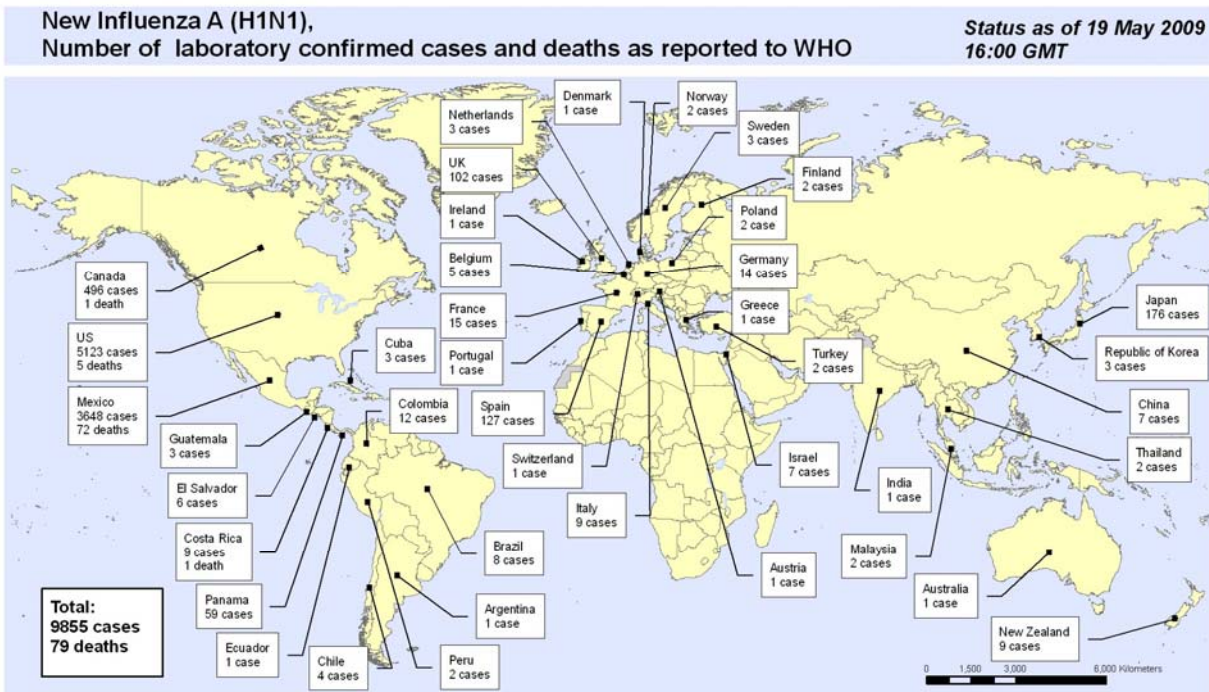 New Influenza A (H1N1),
Number of laboratory confirmed cases and deaths as reported to WHO
Status as of 19 May 2009
16:00 GMT
Denmark
1 case
Norway
2 cases
Netherlands
3 cases
Sweden
3 cases
UK
102 cases
Finland
2 cases
Ireland
1 case
Poland
2 case
Belgium
5 cases
Germany
14 cases
Canada
496 cases
1 death
France
15 cases
Greece
1 case
Japan
176 cases
US
5123 cases
5 deaths
Cuba
3 cases
Portugal
1 case
Turkey
2 cases
Republic of Korea
3 cases
Mexico
3648 cases
72 deaths
Colombia
12 cases
Spain
127 cases
China
7 cases
Guatemala
3 cases
Switzerland
1 case
Israel
7 cases
Thailand
2 cases
El Salvador
6 cases
India
1 case
Italy
9 cases
Costa Rica
9 cases
1 death
Brazil
8 cases
Austria
1 case
Malaysia
2 cases
Australia
1 case
Panama
59 cases
Argentina
1 case
New Zealand
9 cases
Ecuador
1 case
Chile
4 cases
Peru
2 cases
Total:
9855 cases
79 deaths
0 1,500 3,000 6,000 Kilometers